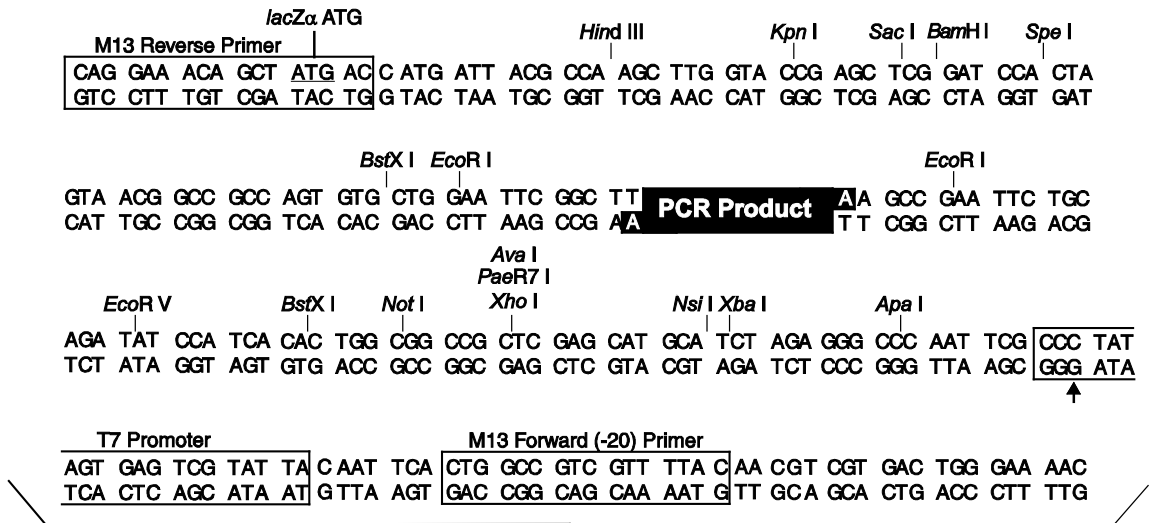 lacZα ATG
M13 Reverse Primer Hind III Kpn I Sac I BamH I Spe I
CAG GAA ACA GCT ATG AC C ATG ATT ACG CCA AGC TTG GTA CCG AGC TCG GAT CCA CTA
GTC CTT TGT CGA TAC TG G TAC TAA TGC GGT TCG AAC CAT GGC TCG AGC CTA GGT GAT
BstX I EcoR I EcoR I
GTA ACG GCC GCC AGT GTG CTG GAA TTC GGC TT PCR Product A A GCC GAA TTC TGC
CAT TGC CGG CGG TCA CAC GAC CTT AAG CCG A A T T CGG CTT AAG ACG
Ava I
PaeR7 I
EcoR V BstX I Not I Xho I Nsi I Xba I Apa I
AGA TAT CCA TCA CAC TGG CGG CCG CTC GAG CAT GCA TCT AGA GGG CCC AAT TCG CCC TAT
TCT ATA GGT AGT GTG ACC GCC GGC GAG CTC GTA CGT AGA TCT CCC GGG TTA AGC GGG ATA
T7 Promoter M13 Forward (-20) Primer
AGT GAG TCG TAT TA C AAT TCA CTG GCC GTC GTT TTA C AA CGT CGT GAC TGG GAA AAC
TCA CTC AGC ATA AT G TTA AGT GAC CGG CAG CAA AAT G TT GCA GCA CTG ACC CTT TTG